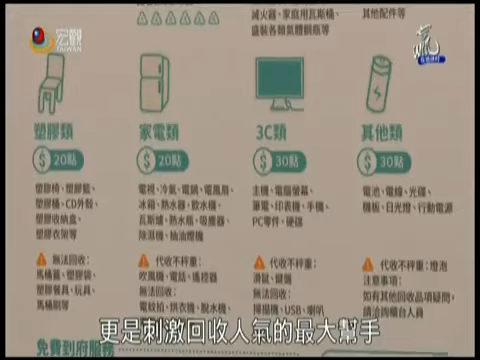 宏觀
TAIWAN
滅火器、家庭用瓦斯桶、
盛裝各類氣體鋼瓶等
其他配件等
塑膠類
20點
塑膠椅、塑膠籃、
塑膠桶、CD外殼、
塑膠收納盒、
塑膠衣架等
無法回收：
馬桶蓋、塑膠袋、
塑膠餐具、玩具、
馬桶刷等
家電類
20點
電視、冷氣、電鍋、電風扇、
冰箱、熱水器、飲水機、
瓦斯爐、熱水瓶、吸塵器、
除濕機、抽油煙機
代收不秤重：
吹風機、電話、遙控器
無法回收：
電蚊拍、烘衣機、脫水機、
3C類
30點
主機、電腦螢幕、
筆電、印表機、手機、
PC零件、硬碟
代收不秤重：
滑鼠、鍵盤
無法回收：
掃描機、USB、喇叭
其他類
30點
電池、電線、光碟、
機板、日光燈、行動電源
代收不秤重：燈泡
注意事項：
如有其他回收品項疑問，
請洽詢櫃台人員
免費到府服務
更是刺激回收人氣的最大幫手